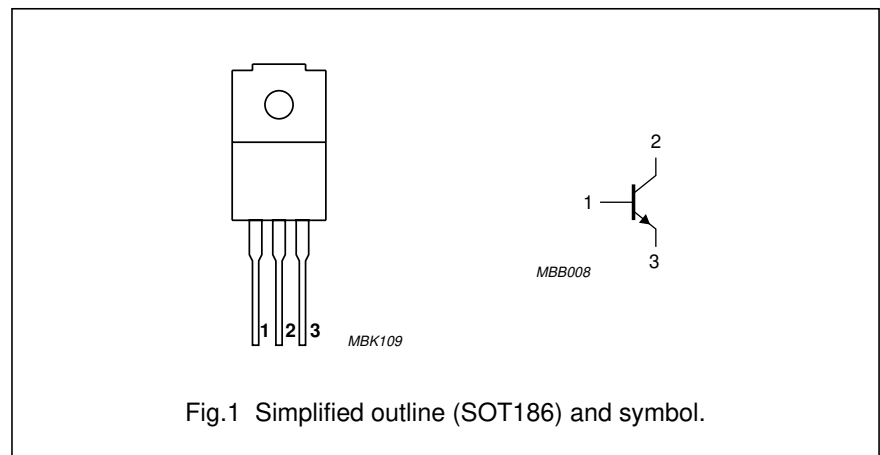 1 2 3
MBK109
2
1
3
MBB008
Fig.1 Simplified outline (SOT186) and symbol.